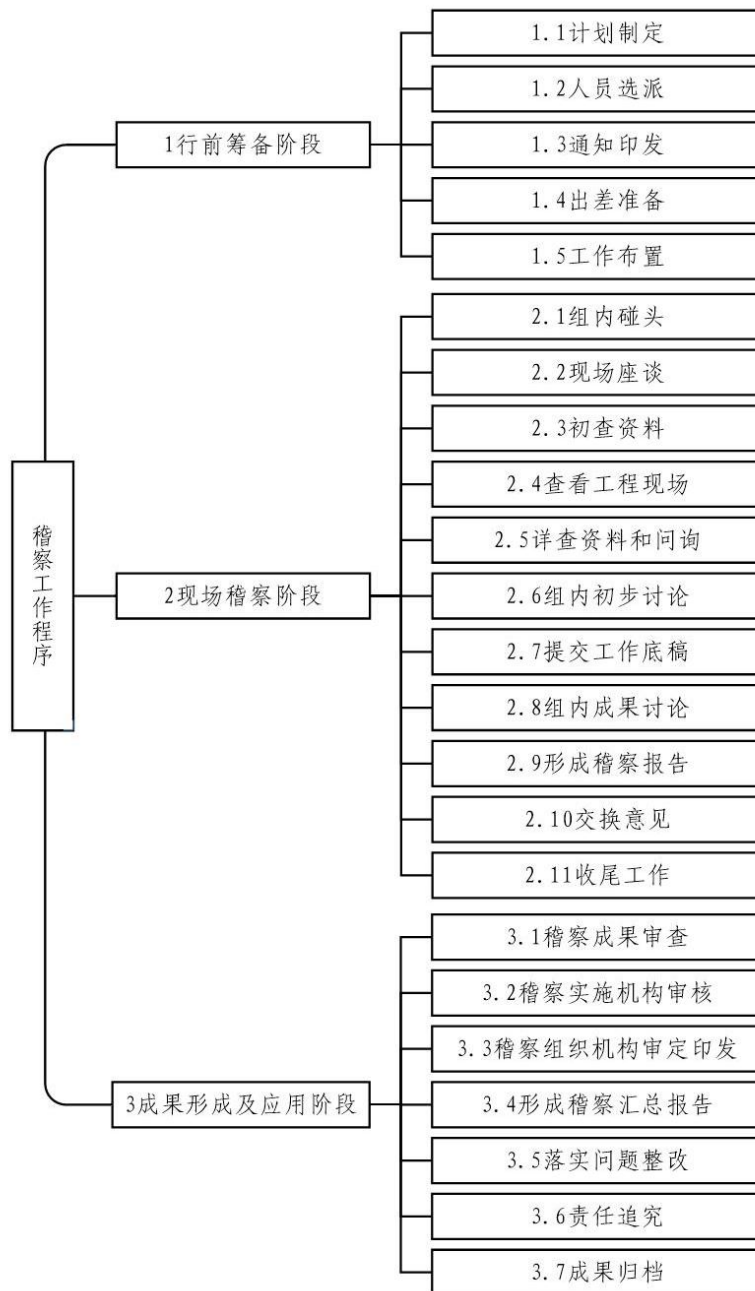 1行前筹备阶段
1.1计划制定
1.2人员选派
1.3通知印发
1.4出差准备
1.5工作布置
稽察工作程序
2现场稽察阶段
2.1组内碰头
2.2现场座谈
2.3初查资料
2.4查看工程现场
2.5详查资料和问询
2.6组内初步讨论
2.7提交工作底稿
2.8组内成果讨论
2.9形成稽察报告
2.10交换意见
2.11收尾工作
3成果形成及应用阶段
3.1稽察成果审查
3.2稽察实施机构审核
3.3稽察组织机构审定印发
3.4形成稽察汇总报告
3.5落实问题整改
3.6责任追究
3.7成果归档